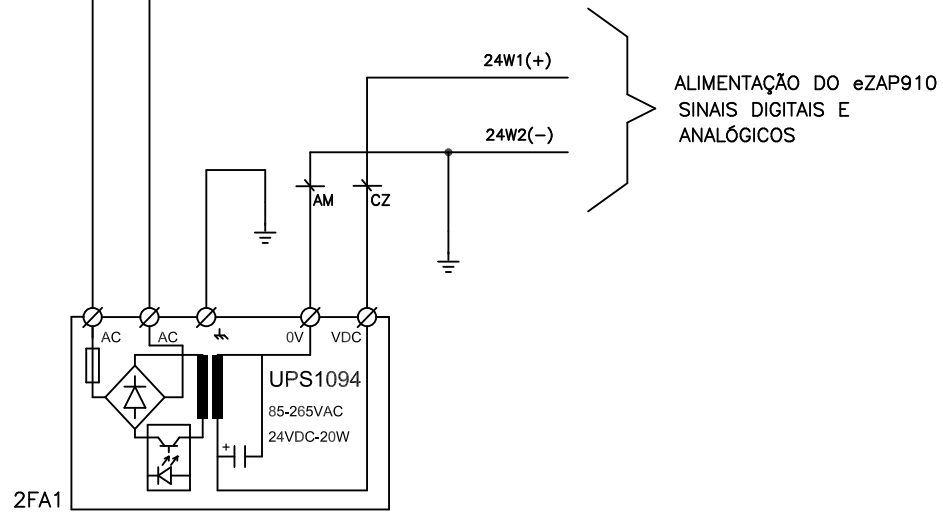 24W1(+)
ALIMENTAÇÃO DO eZAP910
SINAIS DIGITAIS E
ANALÓGICOS
24W2(-)
AM
CZ
AC
AC
0V
VDC
UPS1094
85-265VAC
24VDC-20W
+
2FA1